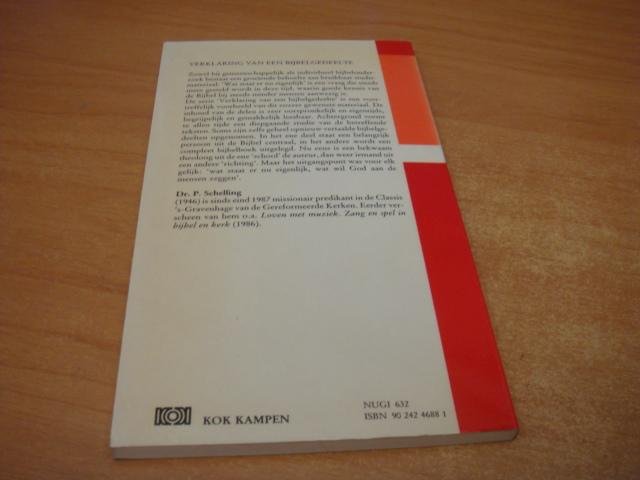 VERKLARING VAN EEN BIJBELGEDEELTE
Zowel bij gemeenschappelijk als individueel bijbelonder-
zoek bestaat een groeiende behoefte aan bruikbaar studie-
materiaal. 'Wat staat er nu eigenlijk' is een vraag die steeds
meer gesteld wordt in deze tijd, waarin goede kennis van
de Bijbel bij steeds minder mensen aanwezig is.
De serie 'Verklaring van een bijbelgedeelte' is een voor-
treffelijk voorbeeld van dit zozeer gewenste materiaal. De
inhoud van de delen is zeer oorspronkelijk en eigentijds,
begrijpelijk en gemakkelijk leesbaar. Achtergrond vormt
te allen tijde een diepgaande studie van de betreffende
teksten. Soms zijn zelfs geheel opnieuw vertaalde bijbelge-
deelten opgenomen. In het ene deel staat een belangrijk
persoon uit de Bijbel centraal, in het andere wordt een
compleet bijbelboek uitgelegd. Nu eens is een bekwaam
theoloog uit de ene 'school' de auteur, dan weer iemand uit
een andere 'richting'. Maar het uitgangspunt was voor elk
gelijk: 'wat staat er nu eigenlijk, wat wil God aan de
mensen zeggen'.
Dr. P. Schelling
(1946) is sinds eind 1987 missionair predikant in de Classis
's-Gravenhage van de Gereformeerde Kerken. Eerder ver-
scheen van hem o.a. Loven met muziek. Zang en spel in
bijbel en kerk (1986).
KOK KAMPEN
NUGI 632
ISBN 90 242 4688 1